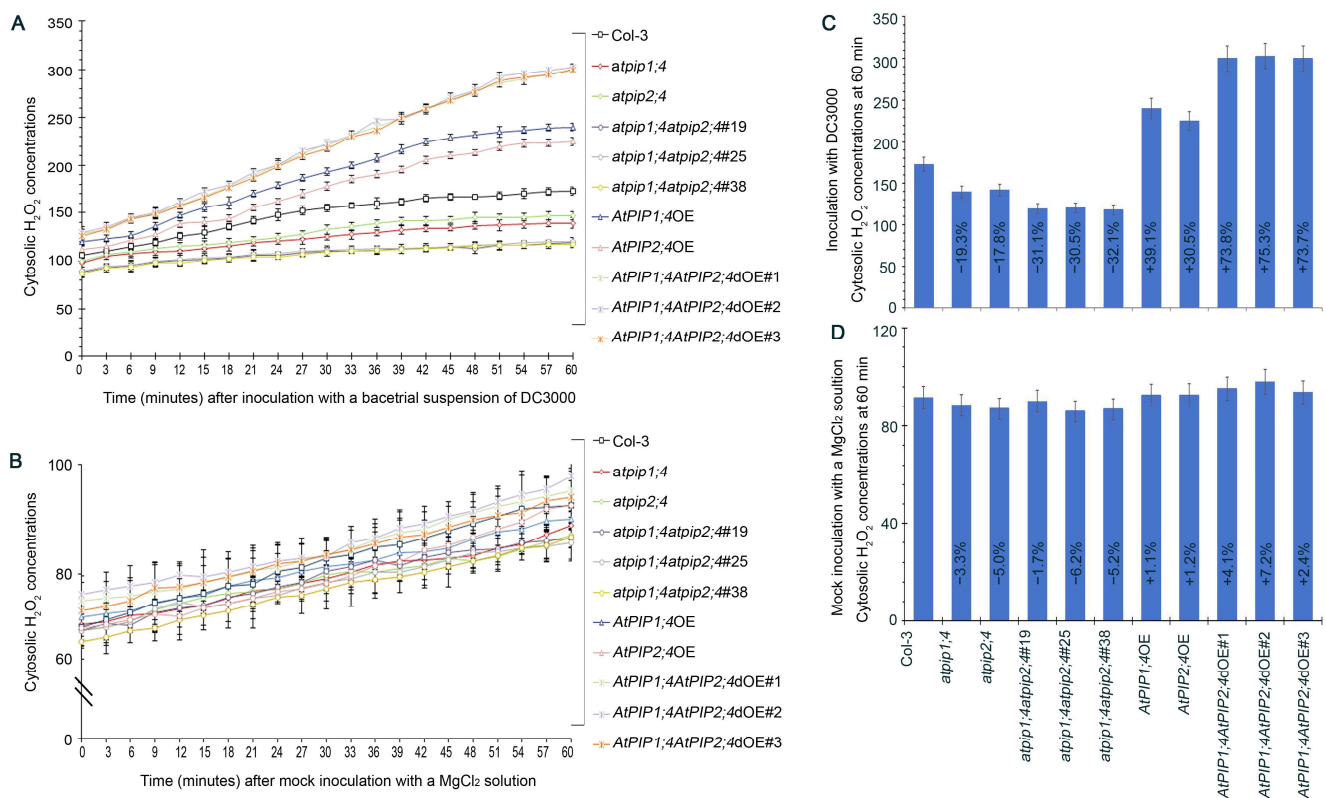 A
350
300
250
200
150
100
50
0
Cytosolic H₂O₂ concentrations
0 3 6 9 12 15 18 21 24 27 30 33 36 39 42 45 48 51 54 57 60
Time (minutes) after inoculation with a bacetrial suspension of DC3000
Col-3
atpip1;4
atpip2;4
atpip1;4atpip2;4#19
atpip1;4atpip2;4#25
atpip1;4atpip2;4#38
AtPIP1;4OE
AtPIP2;4OE
AtPIP1;4AtPIP2;4dOE#1
AtPIP1;4AtPIP2;4dOE#2
AtPIP1;4AtPIP2;4dOE#3
B
100
80
60
0
Cytosolic H₂O₂ concentrations
0 3 6 9 12 15 18 21 24 27 30 33 36 39 42 45 48 51 54 57 60
Time (minutes) after mock inoculation with a MgCl₂ solution
Col-3
atpip1;4
atpip2;4
atpip1;4atpip2;4#19
atpip1;4atpip2;4#25
atpip1;4atpip2;4#38
AtPIP1;4OE
AtPIP2;4OE
AtPIP1;4AtPIP2;4dOE#1
AtPIP1;4AtPIP2;4dOE#2
AtPIP1;4AtPIP2;4dOE#3
C
Inoculation with DC3000
Cytosolic H₂O₂ concentrations at 60 min
350
300
250
200
150
100
50
0
−19.3%
−17.8%
−31.1%
−30.5%
−32.1%
+39.1%
+30.5%
+73.8%
+75.3%
+73.7%
D
Mock inoculation with a MgCl₂ soultion
Cytosolic H₂O₂ concentrations at 60 min
120
80
40
0
−3.3%
−5.0%
−1.7%
−6.2%
−5.2%
+1.1%
+1.2%
+4.1%
+7.2%
+2.4%
Col-3
atpip1;4
atpip2;4
atpip1;4atpip2;4#19
atpip1;4atpip2;4#25
atpip1;4atpip2;4#38
AtPIP1;4OE
AtPIP2;4OE
AtPIP1;4AtPIP2;4dOE#1
AtPIP1;4AtPIP2;4dOE#2
AtPIP1;4AtPIP2;4dOE#3